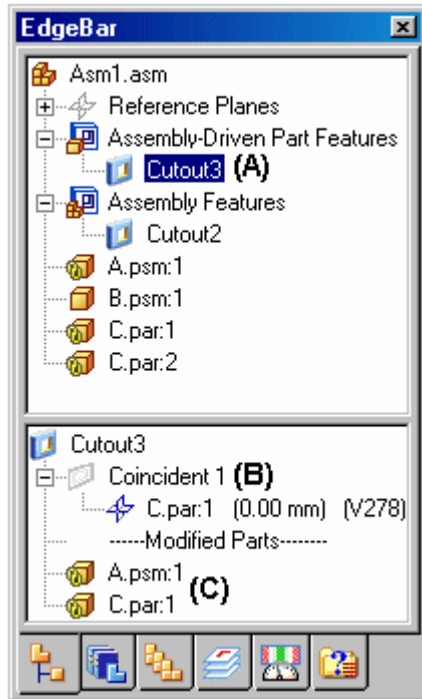 EdgeBar
Asm1.asm
Reference Planes
Assembly-Driven Part Features
Cutout3 (A)
Assembly Features
Cutout2
A.psm:1
B.psm:1
C.par:1
C.par:2
Cutout3
Coincident 1 (B)
C.par:1 (0.00 mm) (V278)
------Modified Parts--------
A.psm:1
C.par:1 (C)